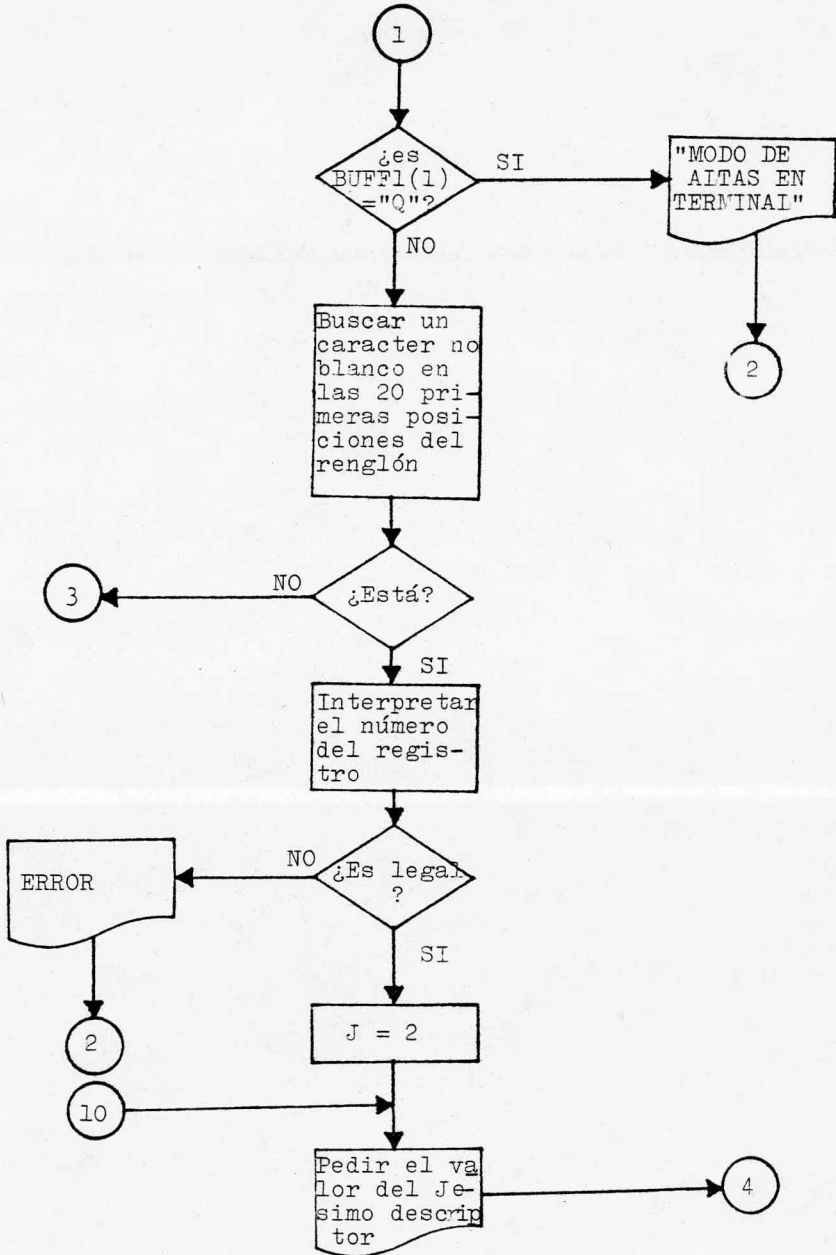 1
¿es
BUFF1(1)
="Q"?
SI
"MODO DE
ALTAS EN
TERMINAL"
NO
2
Buscar un
caracter no
blanco en
las 20 pri-
meras posi-
ciones del
renglón
¿Está?
NO
3
SI
Interpretar
el número
del regis-
tro
¿Es legal
?
NO
ERROR
2
SI
J = 2
10
Pedir el va
lor del Je-
simo descrip
tor
4